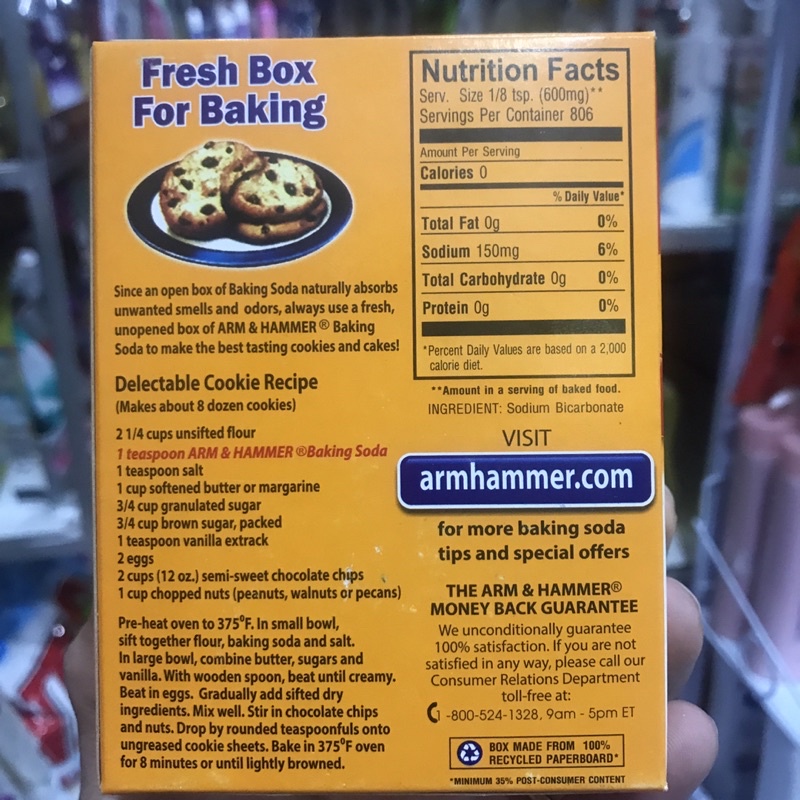 Fresh Box
For Baking
Since an open box of Baking Soda naturally absorbs
unwanted smells and odors, always use a fresh,
unopened box of ARM & HAMMER ® Baking
Soda to make the best tasting cookies and cakes!
Delectable Cookie Recipe
(Makes about 8 dozen cookies)
2 1/4 cups unsifted flour
1 teaspoon ARM & HAMMER ®Baking Soda
1 teaspoon salt
1 cup softened butter or margarine
3/4 cup granulated sugar
3/4 cup brown sugar, packed
1 teaspoon vanilla extrack
2 eggs
2 cups (12 oz.) semi-sweet chocolate chips
1 cup chopped nuts (peanuts, walnuts or pecans)
Pre-heat oven to 375°F. In small bowl,
sift together flour, baking soda and salt.
In large bowl, combine butter, sugars and
vanilla. With wooden spoon, beat until creamy.
Beat in eggs. Gradually add sifted dry
ingredients. Mix well. Stir in chocolate chips
and nuts. Drop by rounded teaspoonfuls onto
ungreased cookie sheets. Bake in 375°F oven
for 8 minutes or until lightly browned.
Nutrition Facts
Serv. Size 1/8 tsp. (600mg)**
Servings Per Container 806
Amount Per Serving
Calories 0
% Daily Value*
Total Fat 0g 0%
Sodium 150mg 6%
Total Carbohydrate 0g 0%
Protein 0g 0%
*Percent Daily Values are based on a 2,000
calorie diet.
**Amount in a serving of baked food.
INGREDIENT: Sodium Bicarbonate
VISIT
armhammer.com
for more baking soda
tips and special offers
THE ARM & HAMMER®
MONEY BACK GUARANTEE
We unconditionally guarantee
100% satisfaction. If you are not
satisfied in any way, please call our
Consumer Relations Department
toll-free at:
1-800-524-1328, 9am - 5pm ET
BOX MADE FROM 100%
RECYCLED PAPERBOARD*
*MINIMUM 35% POST-CONSUMER CONTENT